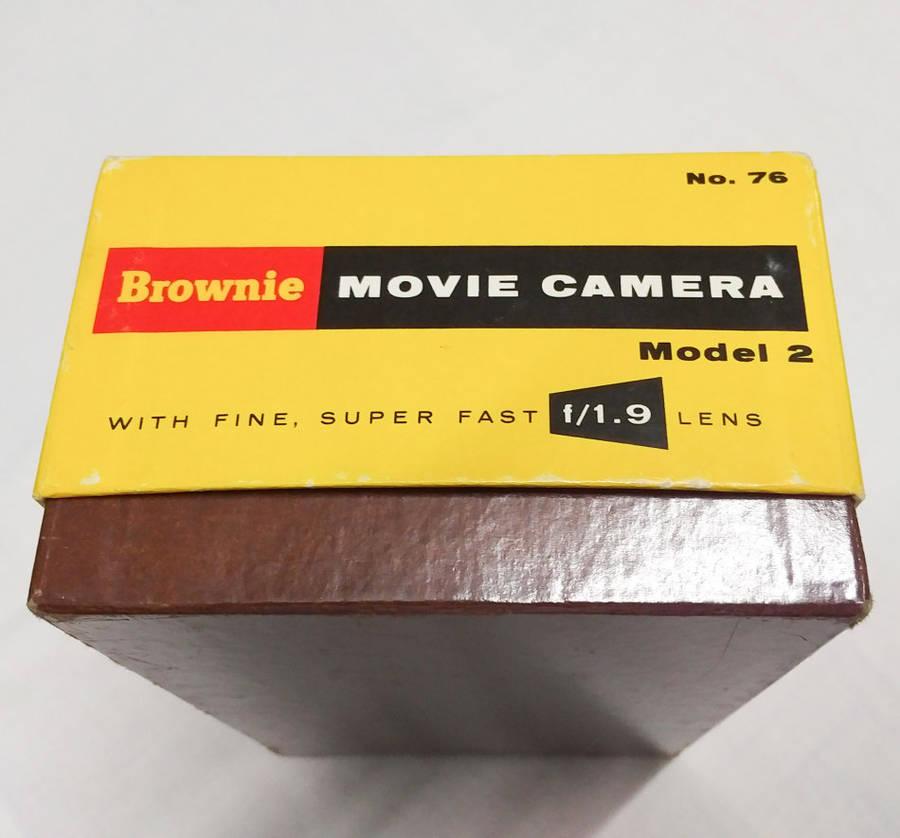 No. 76
Brownie MOVIE CAMERA
Model 2
WITH FINE, SUPER FAST f/1.9 LENS